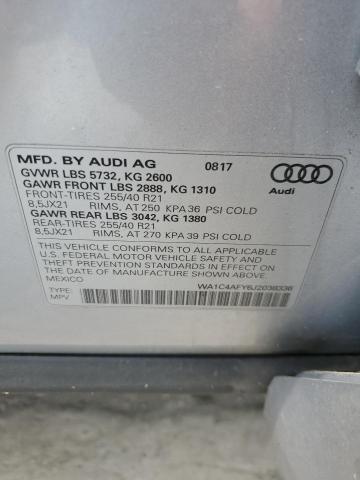 MFD. BY AUDI AG 0817
GVWR LBS 5732, KG 2600
GAWR FRONT LBS 2888, KG 1310
FRONT-TIRES 255/40 R21
8,5JX21 RIMS, AT 250 KPA 36 PSI COLD
GAWR REAR LBS 3042, KG 1380
REAR-TIRES 255/40 R21
8,5JX21 RIMS, AT 270 KPA 39 PSI COLD
THIS VEHICLE CONFORMS TO ALL APPLICABLE
U.S. FEDERAL MOTOR VEHICLE SAFETY AND
THEFT PREVENTION STANDARDS IN EFFECT ON
THE DATE OF MANUFACTURE SHOWN ABOVE.
MEXICO
TYPE:
MPV
WA1C4AFY6J2038336
Audi